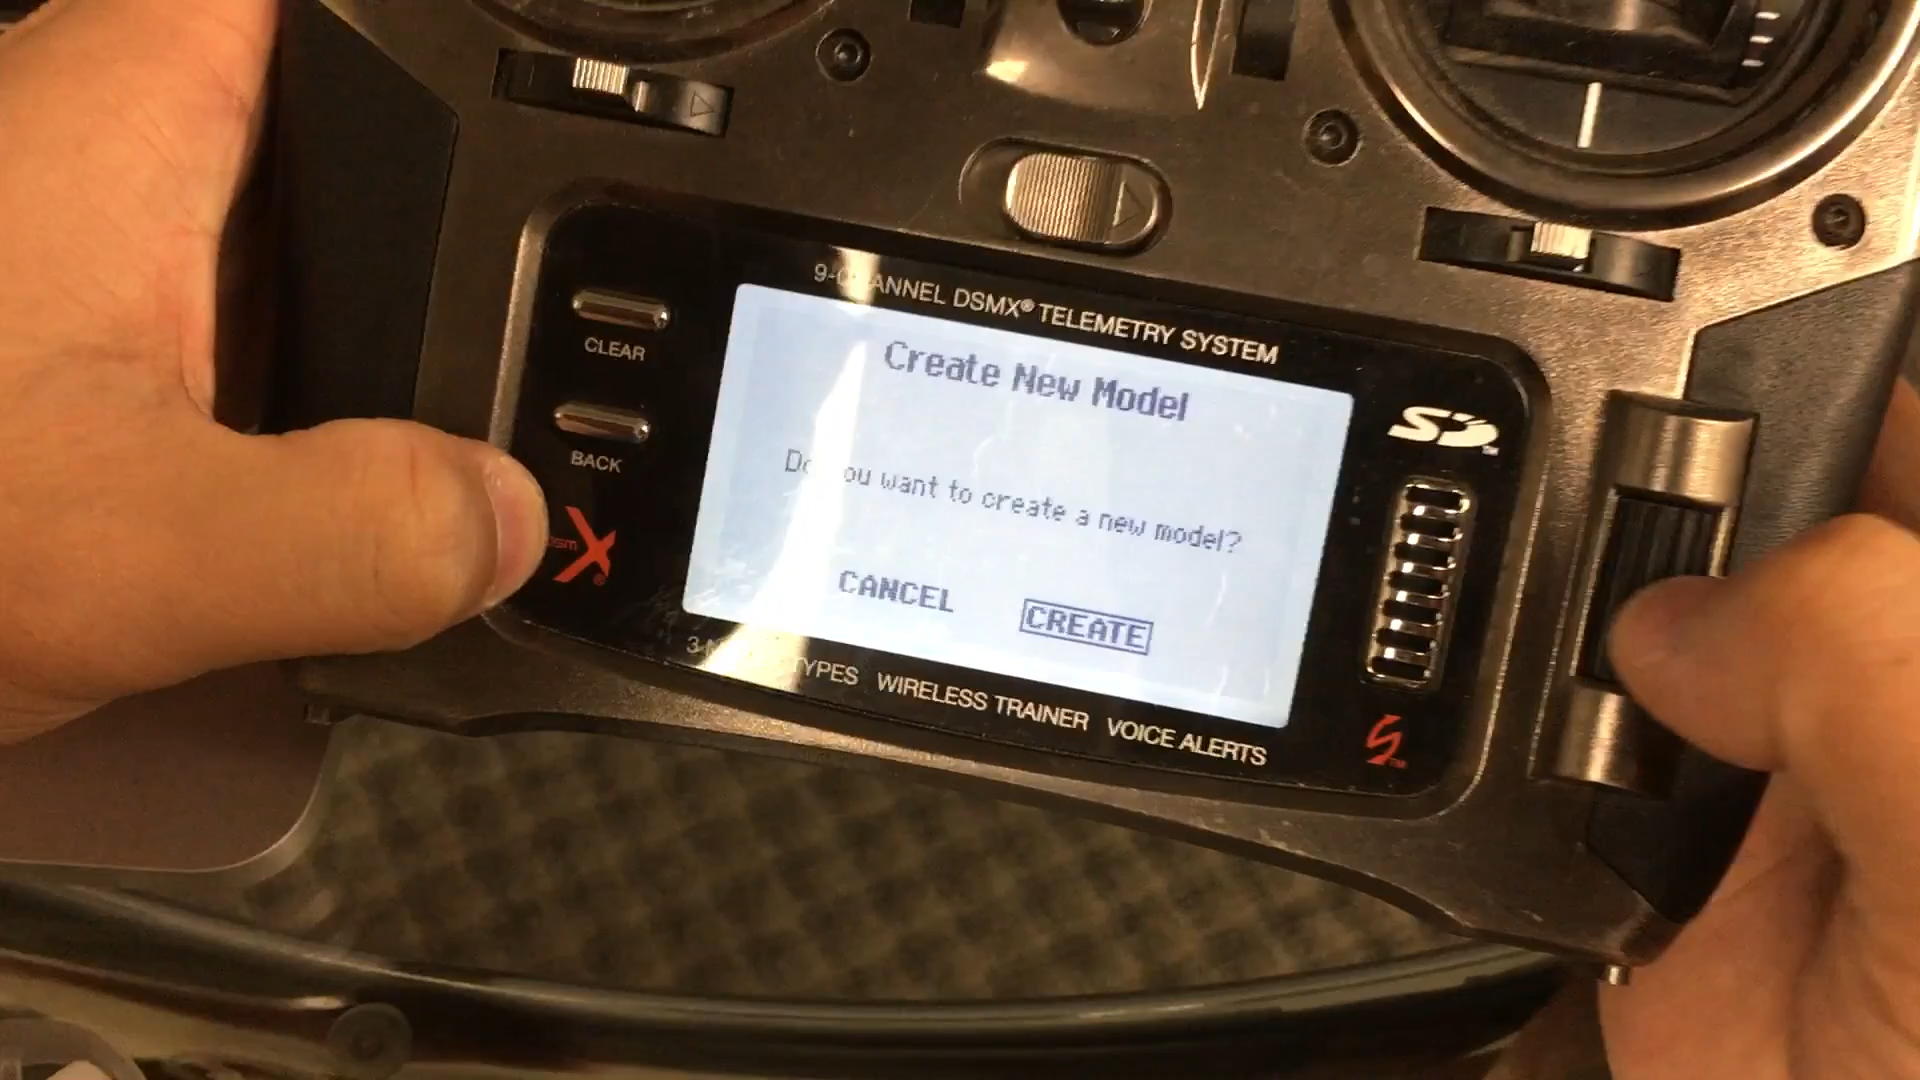 9-CHANNEL DSMX® TELEMETRY SYSTEM
CLEAR
BACK
Create New Model
Do you want to create a new model?
CANCEL
CREATE
SD
dsm X®
TYPES WIRELESS TRAINER VOICE ALERTS